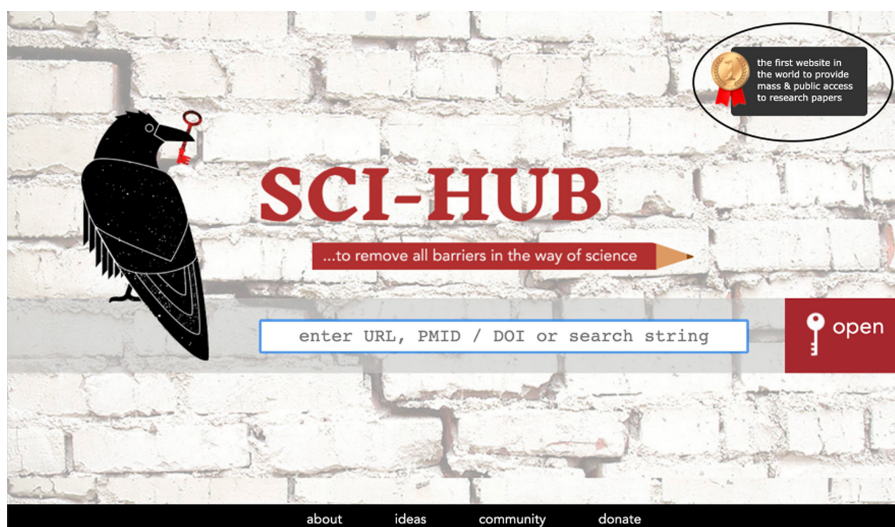 the first website in
the world to provide
mass & public access
to research papers
SCI-HUB
...to remove all barriers in the way of science
enter URL, PMID / DOI or search string
open
about ideas community donate